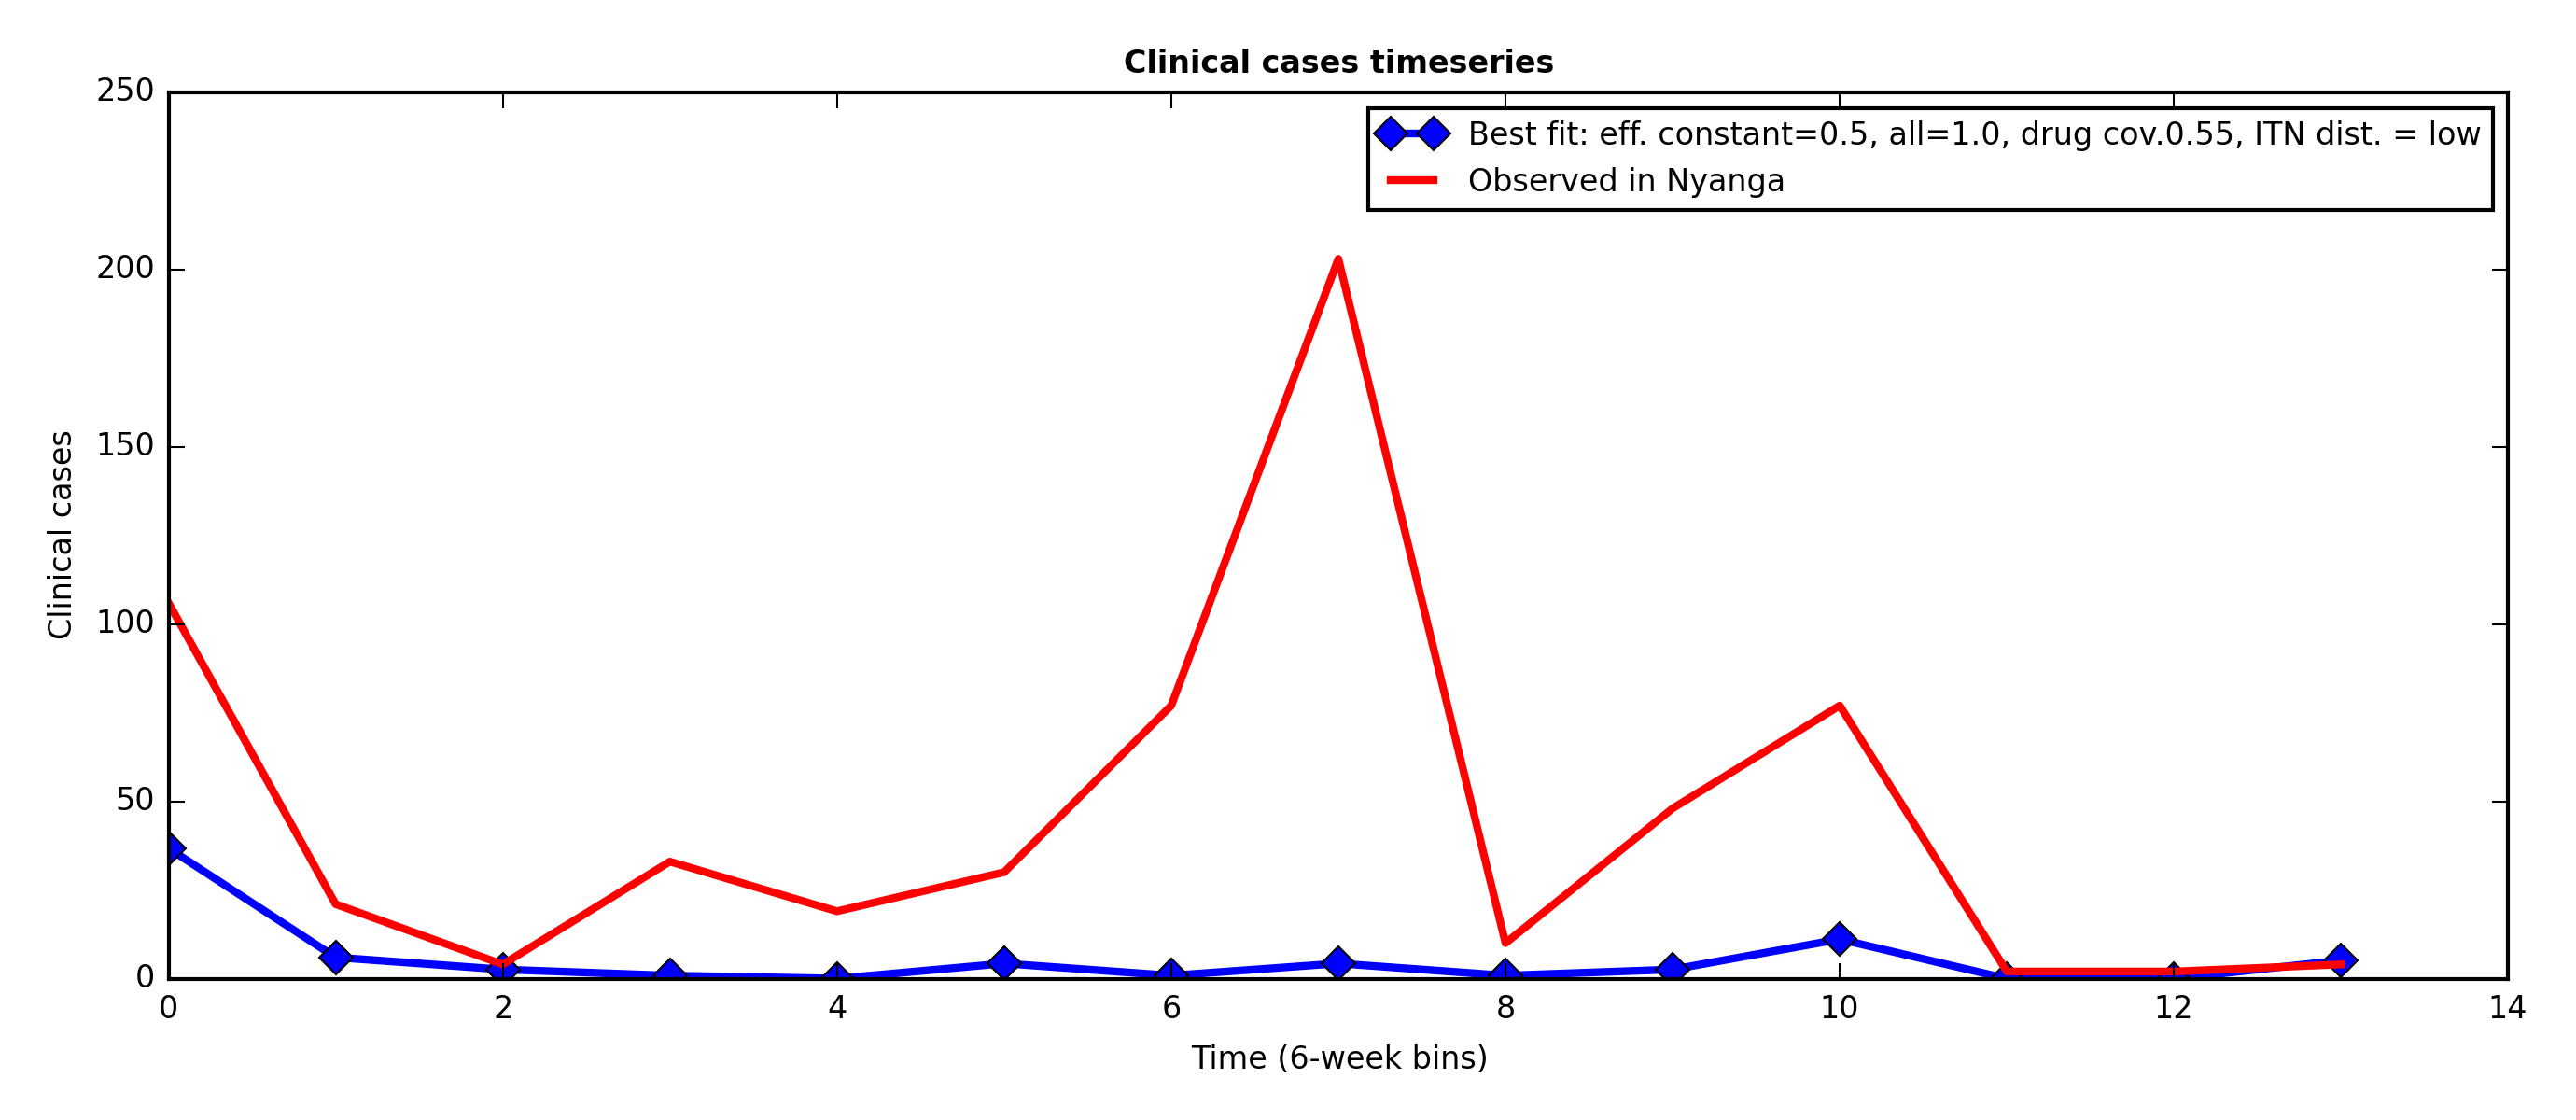 Clinical cases timeseries
250
200
150
100
50
0
Clinical cases
Best fit: eff. constant=0.5, all=1.0, drug cov.0.55, ITN dist. = low
Observed in Nyanga
0 2 4 6 8 10 12 14
Time (6-week bins)